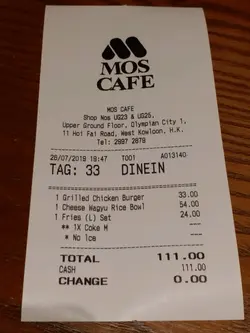 MOS
CAFE
MOS CAFE
Shop Nos UG23 & UG25,
Upper Ground Floor, Olympian City 1,
11 Hoi Fai Road, West Kowloon, H.K.
Tel: 2997 2879
26/07/2019 19:47 T001 A013140
TAG: 33 DINEIN
1 Grilled Chicken Burger 33.00
1 Cheese Wagyu Rice Bowl 54.00
1 Fries (L) Set 24.00
** 1X Coke M
* No Ice
TOTAL 111.00
CASH 111.00
CHANGE 0.00